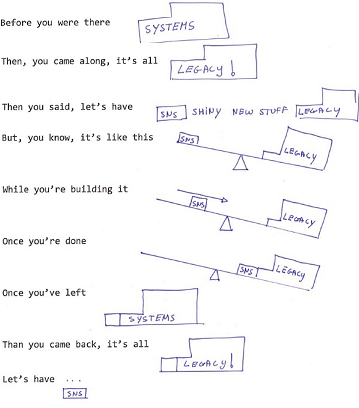 Before you were there
SYSTEMS
Then, you came along, it's all
LEGACY!
Then you said, let's have
SNS SHINY NEW STUFF LEGACY
But, you know, it's like this
SNS LEGACY
While you're building it
SNS LEGACY
Once you're done
SNS LEGACY
Once you've left
SYSTEMS
Than you came back, it's all
LEGACY!
Let's have ...
SNS